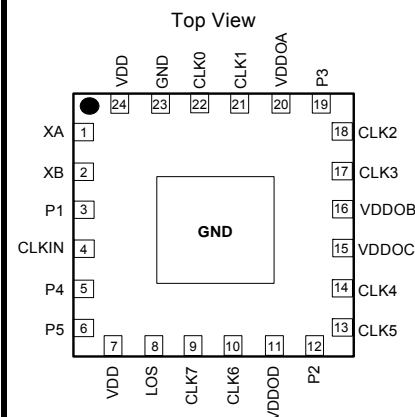 Top View
VDD
GND
CLK0
CLK1
VDDOA
P3
24
23
22
21
20
19
XA 1
18 CLK2
XB 2
17 CLK3
P1 3
16 VDDOB
GND
CLKIN 4
15 VDDOC
P4 5
14 CLK4
P5 6
13 CLK5
7
8
9
10
11
12
VDD
LOS
CLK7
CLK6
VDDOD
P2